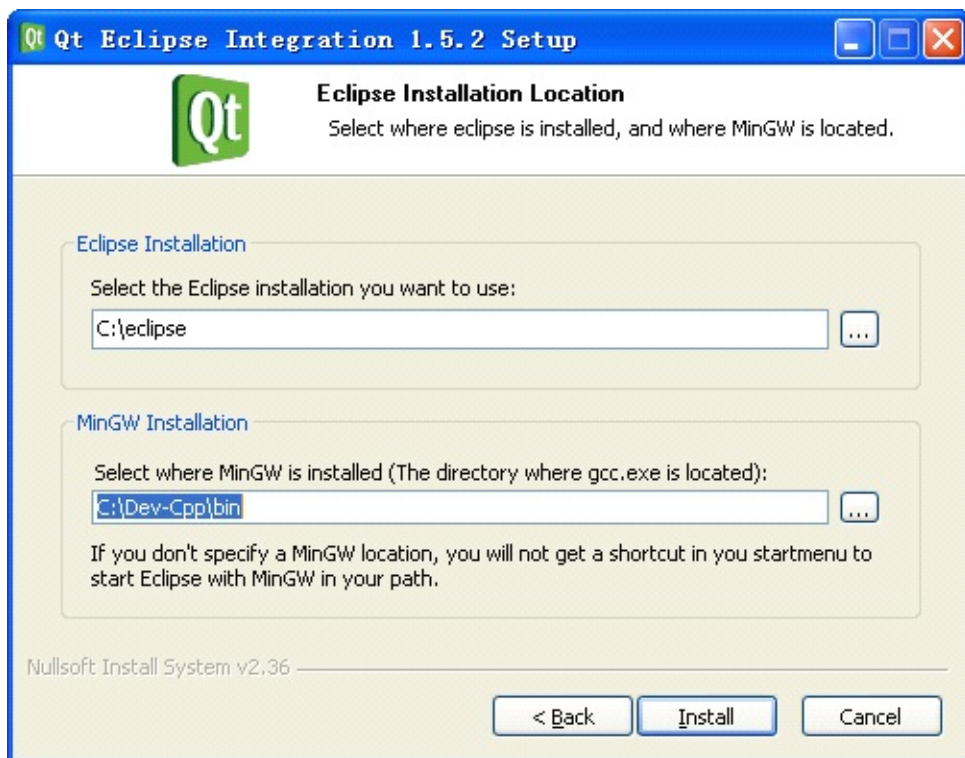 Qt Qt Eclipse Integration 1.5.2 Setup
Qt
Eclipse Installation Location
Select where eclipse is installed, and where MinGW is located.
Eclipse Installation
Select the Eclipse installation you want to use:
C:\eclipse
...
MinGW Installation
Select where MinGW is installed (The directory where gcc.exe is located):
C:\Dev-Cpp\bin
...
If you don't specify a MinGW location, you will not get a shortcut in you startmenu to
start Eclipse with MinGW in your path.
Nullsoft Install System v2.36
< Back Install Cancel